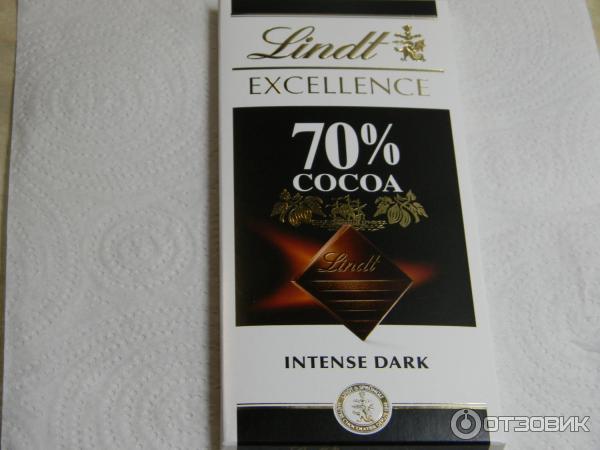 Lindt
EXCELLENCE
70%
COCOA
Lindt
INTENSE DARK
ОТЗОВИК